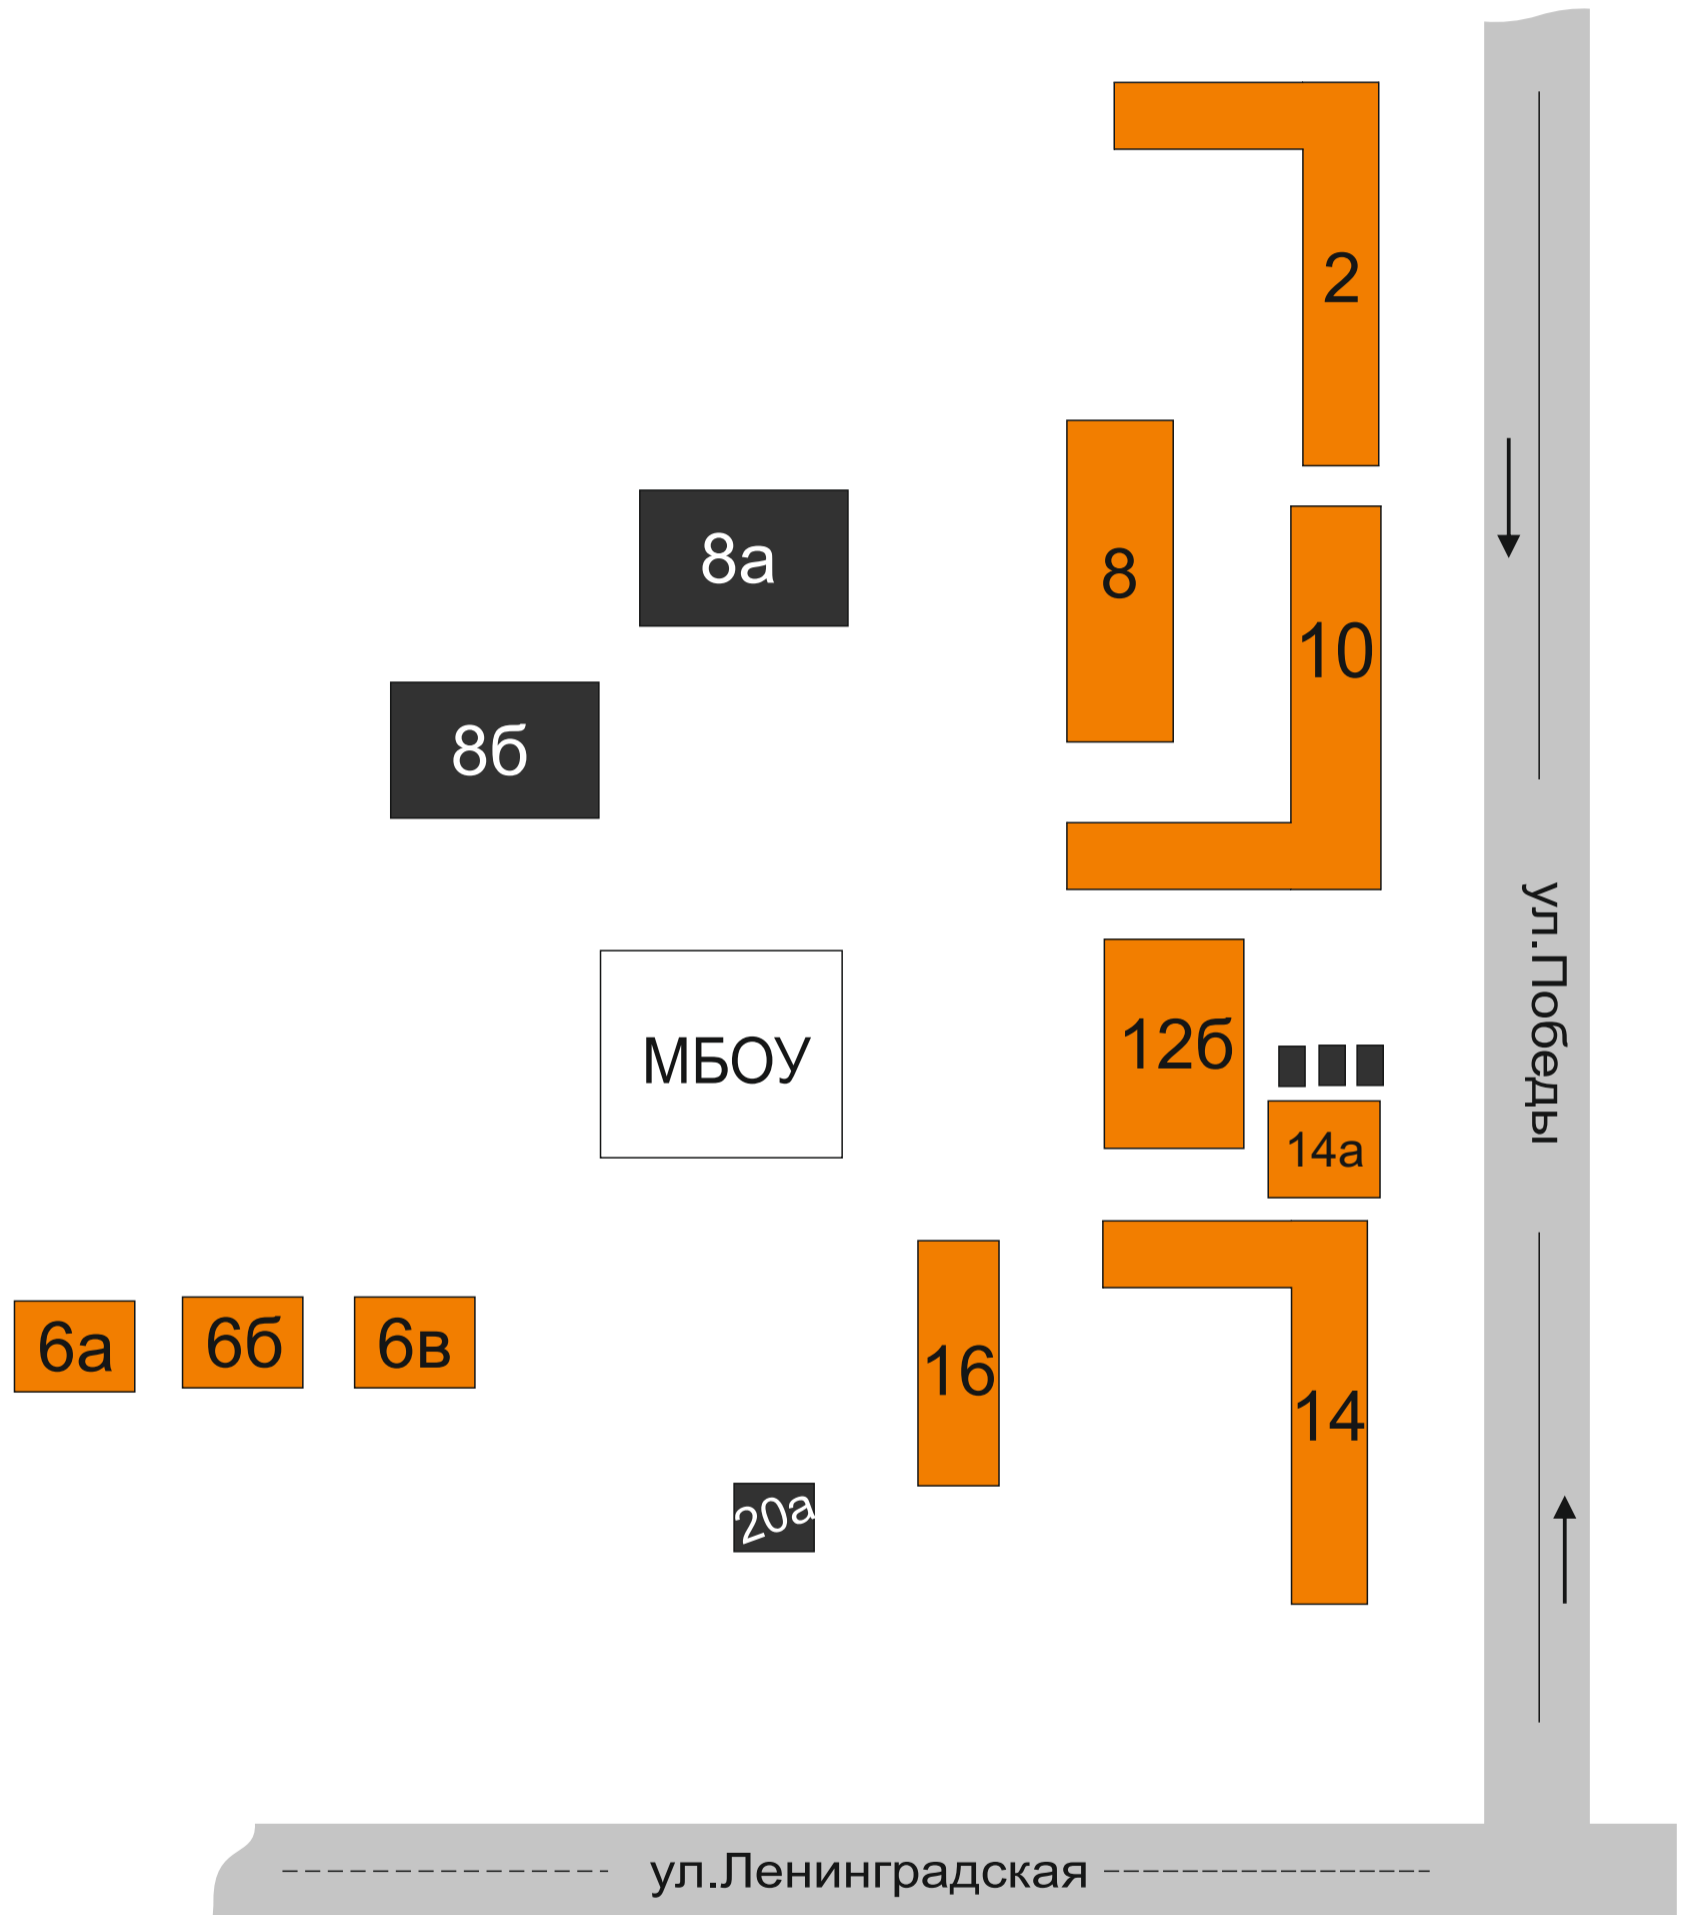 2
8
8а
10
8б
ул.Победы
МБОУ
12б
14а
6а
6б
6в
16
14
20а
ул.Ленинградская